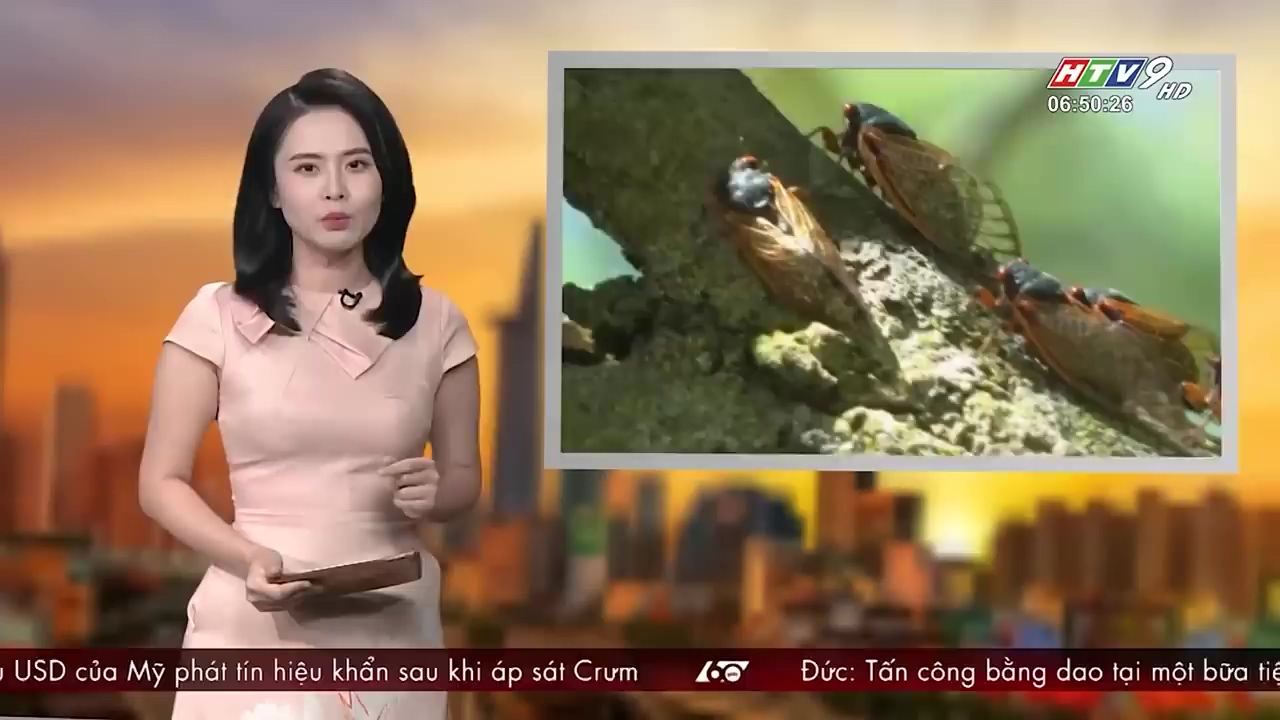 HTV9 HD
06:50:26
USD của Mỹ phát tín hiệu khẩn sau khi áp sát Crưm
60
Đức: Tấn công bằng dao tại một bữa